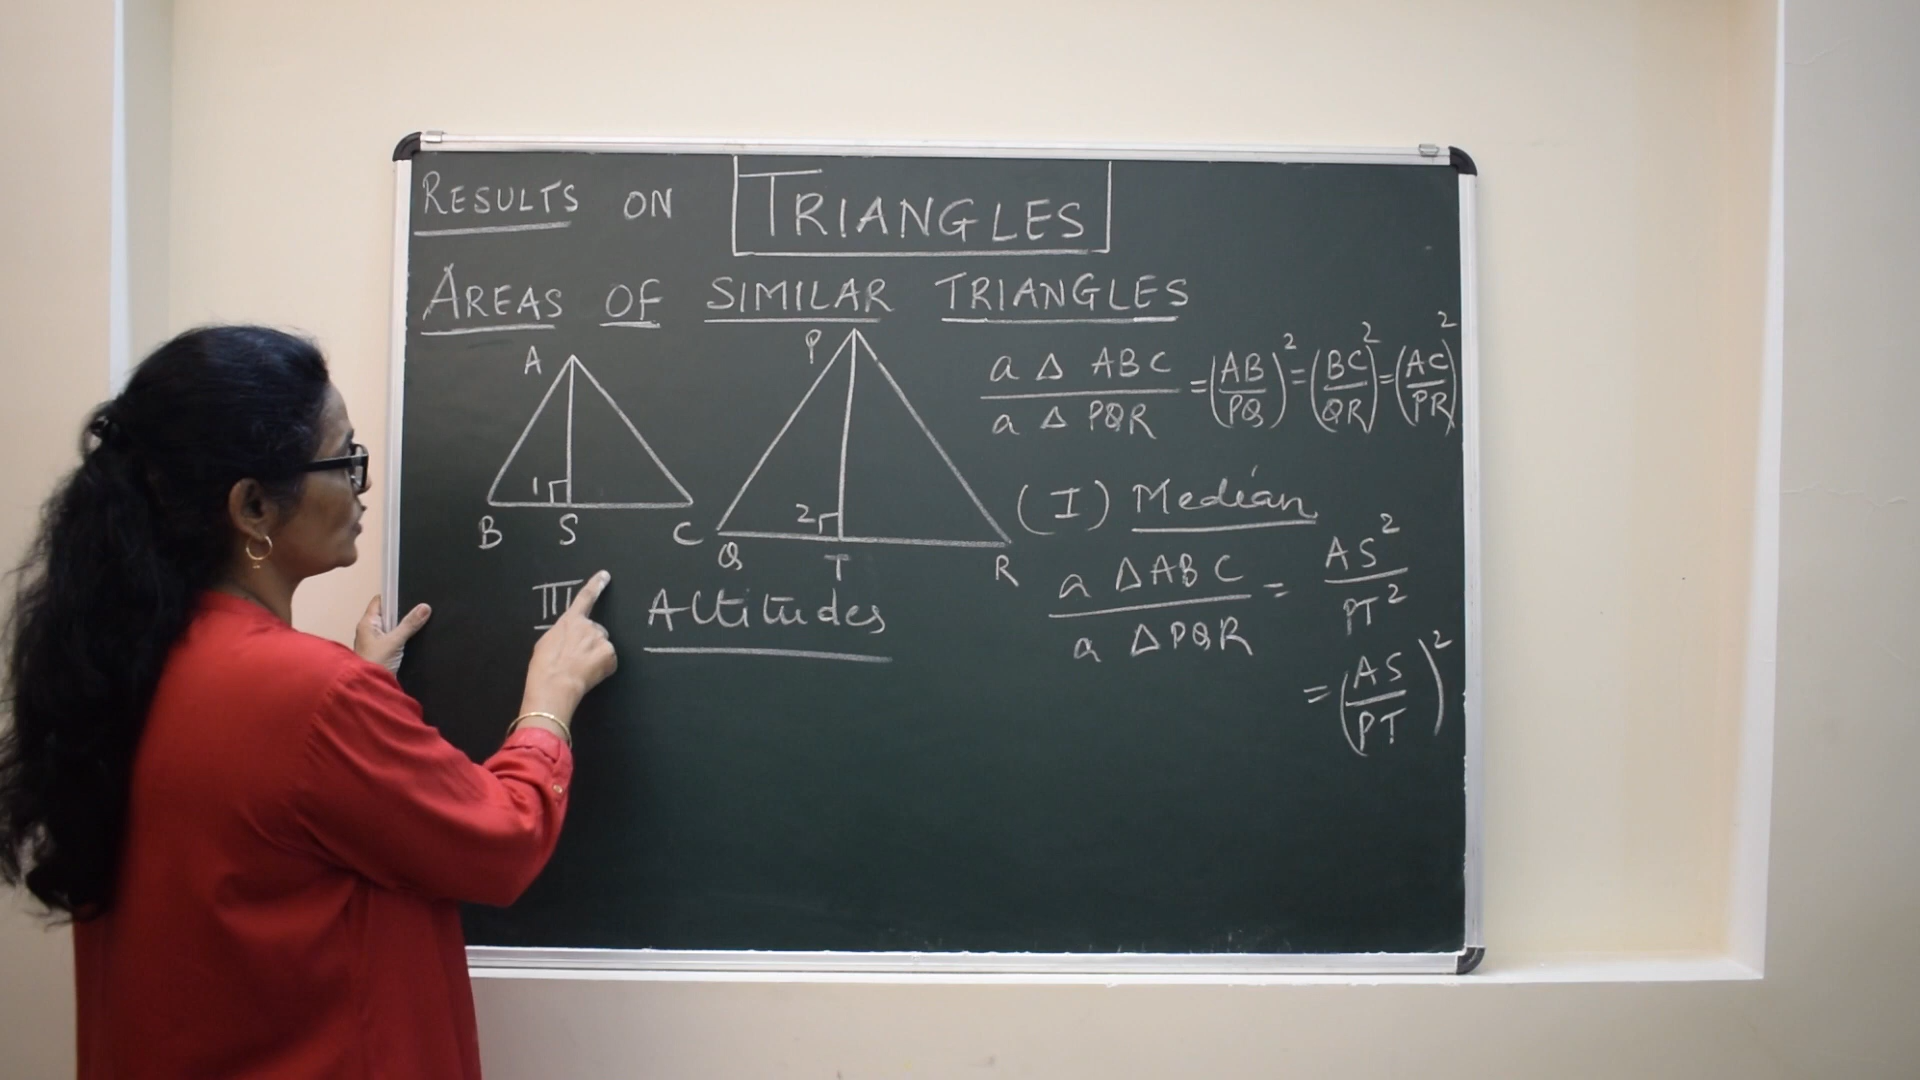 RESULTS ON TRIANGLES
AREAS OF SIMILAR TRIANGLES
A
B S C
1
P
Q T R
2
a Δ ABC / a Δ PQR = (AB/PQ)² = (BC/QR)² = (AC/PR)²
(I) Median
a ΔABC / a ΔPQR = AS²/PT²
= (AS/PT)²
III Altitudes